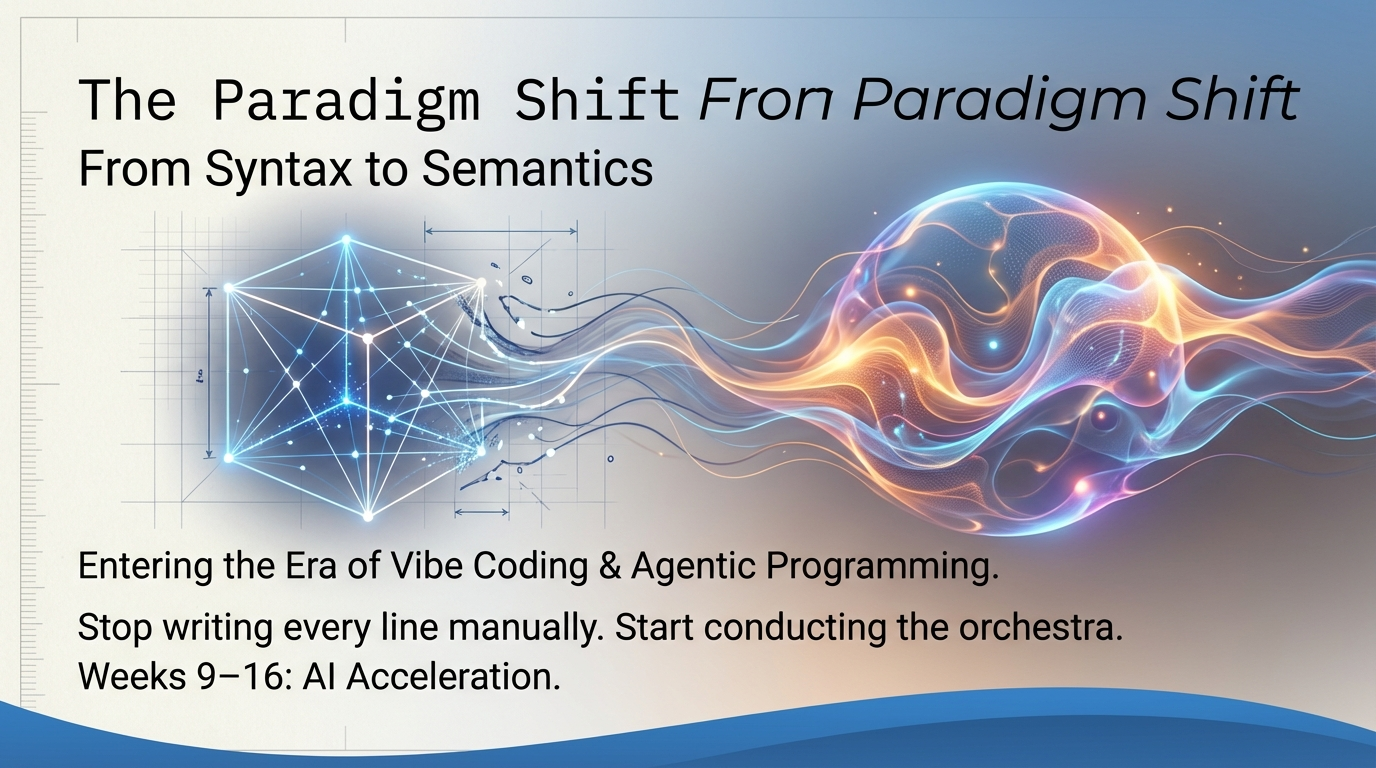 The Paradigm Shift Fron Paradigm Shift
From Syntax to Semantics
Entering the Era of Vibe Coding & Agentic Programming.
Stop writing every line manually. Start conducting the orchestra.
Weeks 9–16: AI Acceleration.